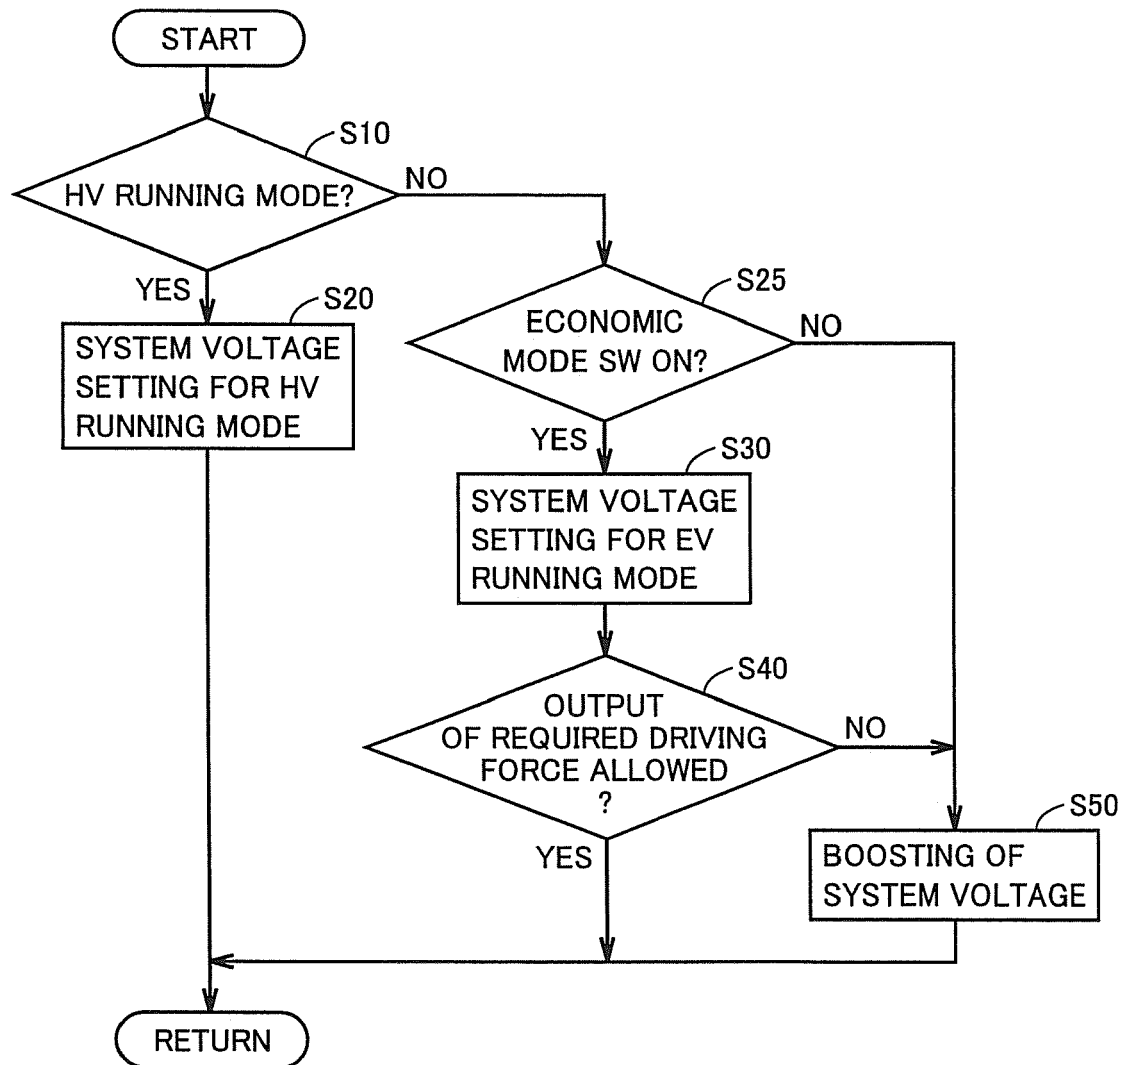 START
S10
HV RUNNING MODE?
NO
YES
S20
SYSTEM VOLTAGE
SETTING FOR HV
RUNNING MODE
S25
ECONOMIC
MODE SW ON?
NO
YES
S30
SYSTEM VOLTAGE
SETTING FOR EV
RUNNING MODE
S40
OUTPUT
OF REQUIRED DRIVING
FORCE ALLOWED
?
NO
YES
S50
BOOSTING OF
SYSTEM VOLTAGE
RETURN